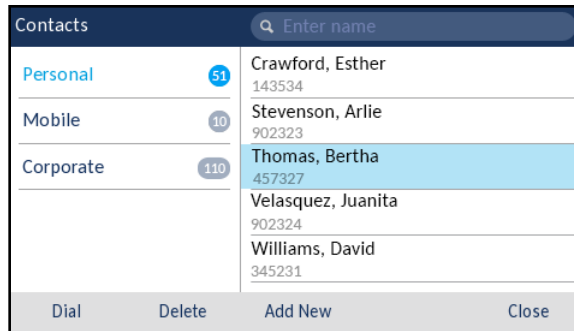 Contacts
Enter name
Personal 51
Mobile 10
Corporate 110
Crawford, Esther
143534
Stevenson, Arlie
902323
Thomas, Bertha
457327
Velasquez, Juanita
902324
Williams, David
345231
Dial Delete Add New Close